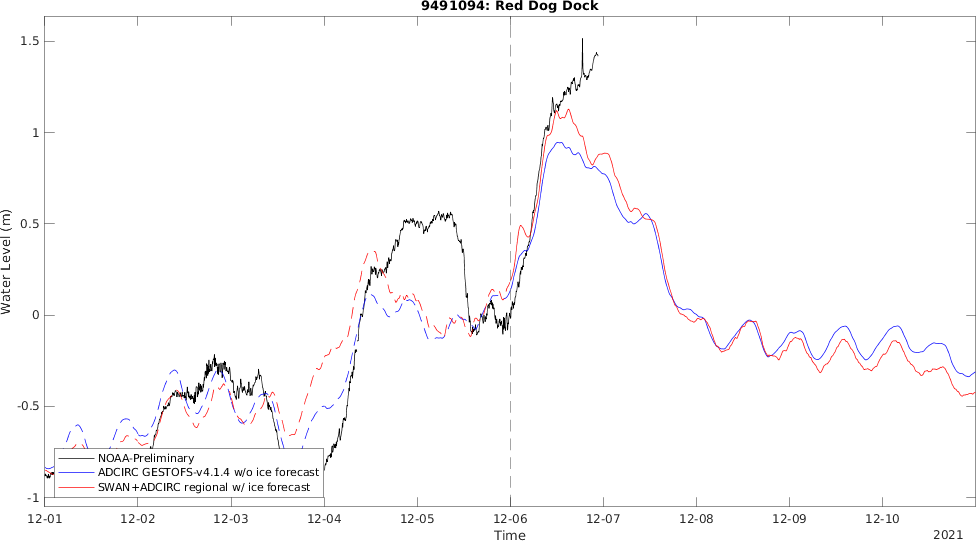 9491094: Red Dog Dock
Water Level (m)
1.5
1
0.5
0
-0.5
-1
NOAA-Preliminary
ADCIRC GESTOFS-v4.1.4 w/o ice forecast
SWAN+ADCIRC regional w/ ice forecast
12-01 12-02 12-03 12-04 12-05 12-06 12-07 12-08 12-09 12-10
Time
2021